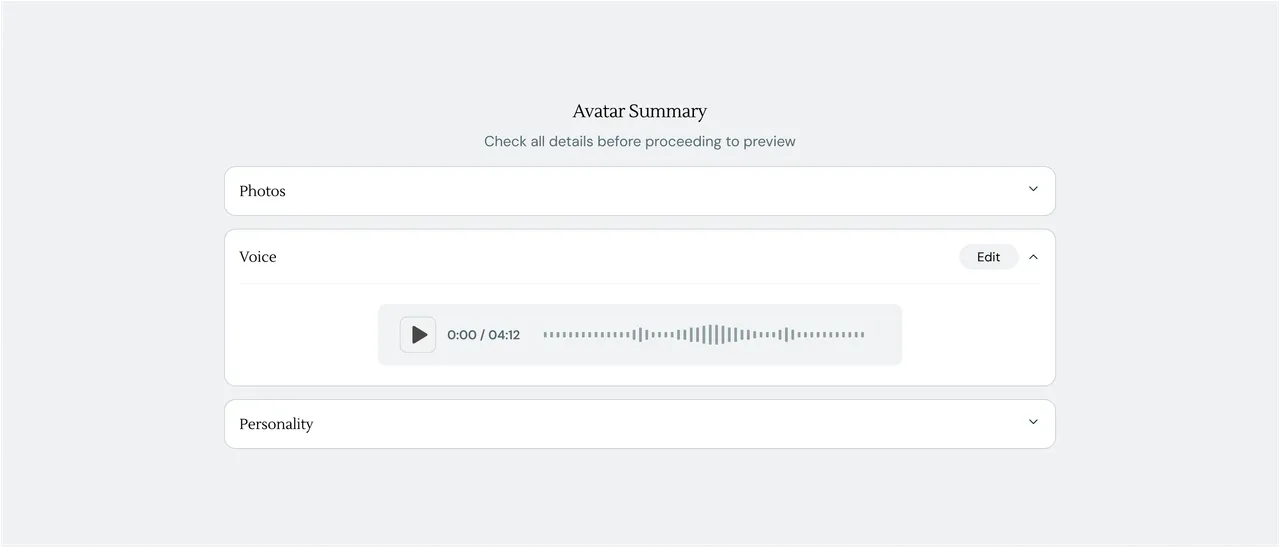 Avatar Summary
Check all details before proceeding to preview
Photos
Voice
Edit
0:00 / 04:12
Personality